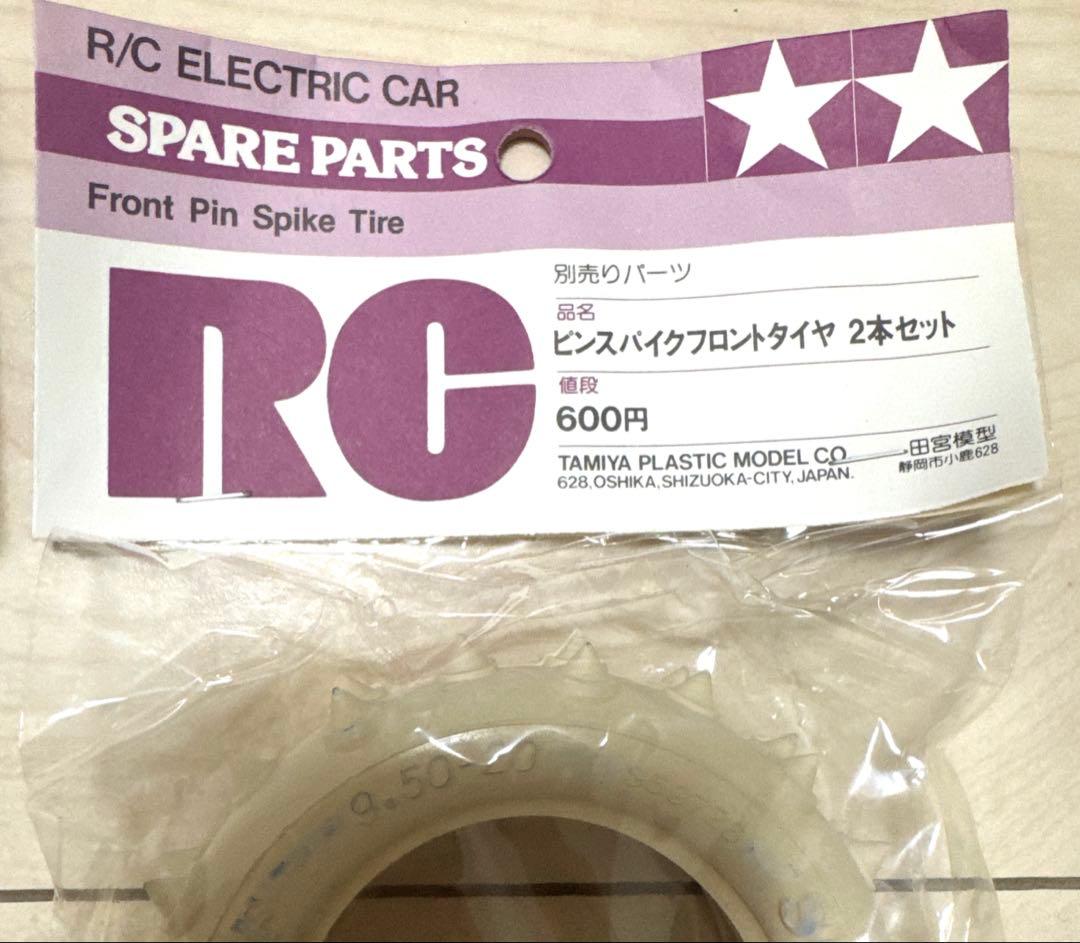 R/C ELECTRIC CAR
SPARE PARTS
Front Pin Spike Tire
RC
別売りパーツ
品名
ピンスパイクフロントタイヤ 2本セット
値段
600円
TAMIYA PLASTIC MODEL CO.
628,OSHIKA,SHIZUOKA-CITY,JAPAN.
田宮模型
静岡市小鹿628
9.50-20